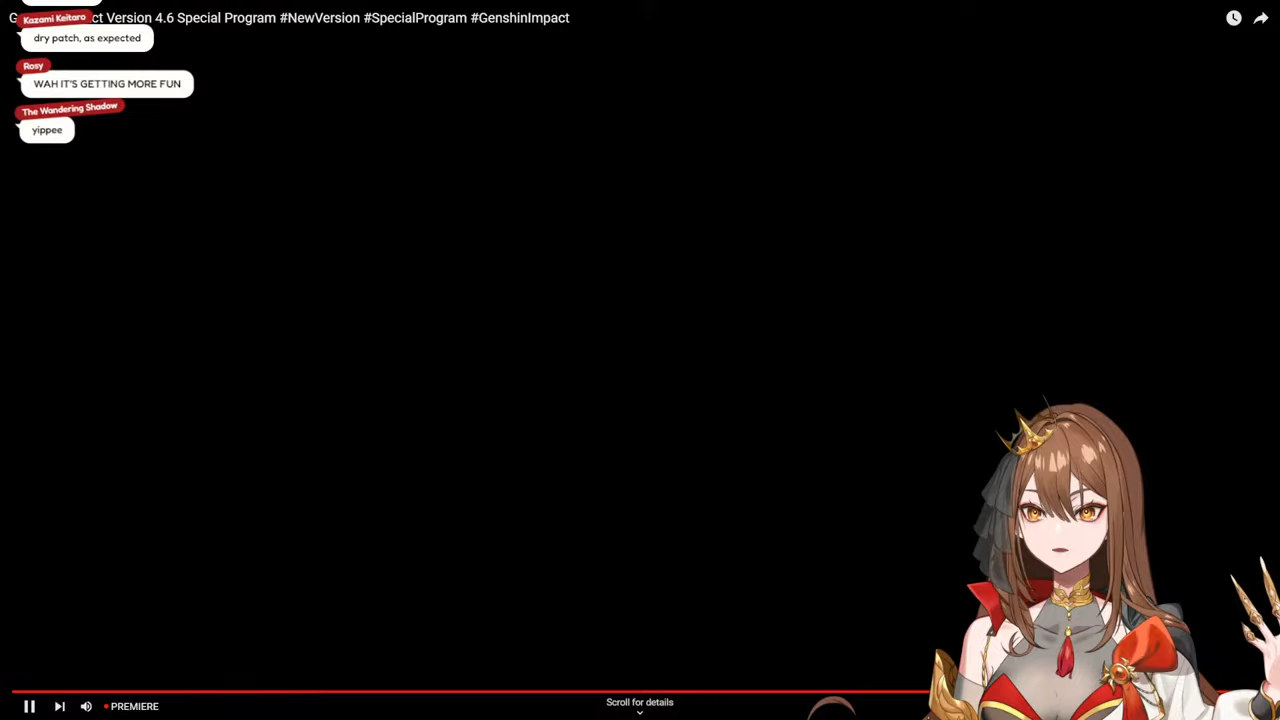 ct Version 4.6 Special Program #NewVersion #SpecialProgram #GenshinImpact
Kazami Keitaro
dry patch, as expected
Rosy
WAH IT'S GETTING MORE FUN
The Wandering Shadow
yippee
PREMIERE
Scroll for details